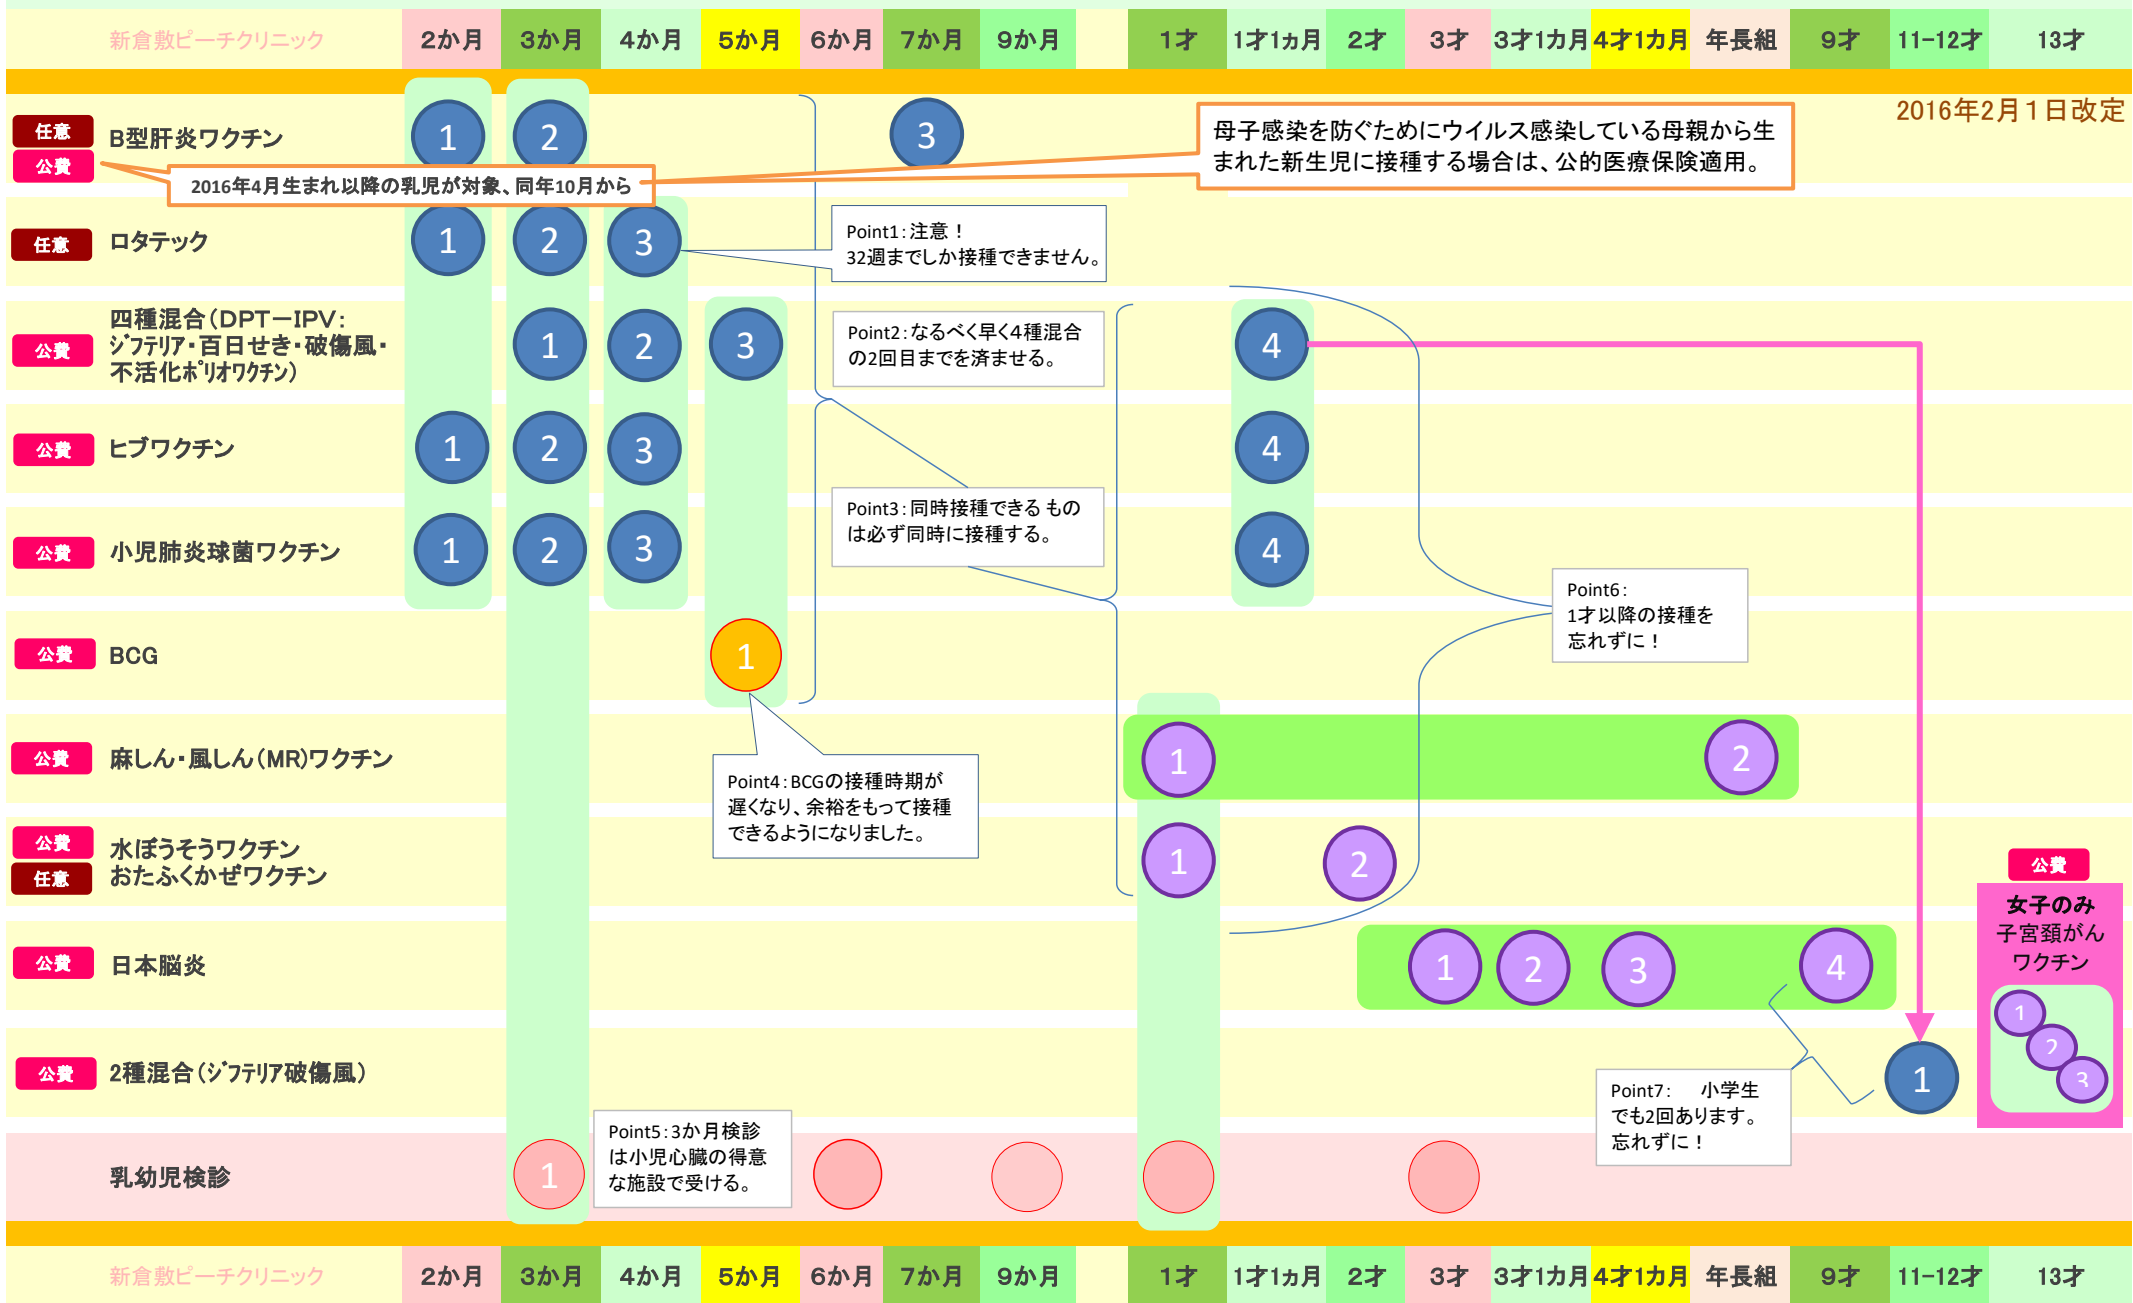 新倉敷ピーチクリニック 2か月 3か月 4か月 5か月 6か月 7か月 9か月 1才 1才1ヵ月 2才 3才 3才1カ月 4才1カ月 年長組 9才 11-12才 13才
2016年2月1日改定
任意
公費
B型肝炎ワクチン
1 2 3
母子感染を防ぐためにウイルス感染している母親から生
まれた新生児に接種する場合は、公的医療保険適用。
2016年4月生まれ以降の乳児が対象、同年10月から
任意 ロタテック 1 2 3
Point1：注意！
32週までしか接種できません。
公費
四種混合（DPT－IPV：
ジフテリア・百日せき・破傷風・
不活化ポリオワクチン）
1 2 3 4
Point2：なるべく早く4種混合
の2回目までを済ませる。
公費 ヒブワクチン 1 2 3 4
Point3：同時接種できるもの
は必ず同時に接種する。
公費 小児肺炎球菌ワクチン 1 2 3 4
Point6：
1才以降の接種を
忘れずに！
公費 BCG 1
Point4：BCGの接種時期が
遅くなり、余裕をもって接種
できるようになりました。
公費 麻しん・風しん（MR)ワクチン 1 2
公費 水ぼうそうワクチン
任意 おたふくかぜワクチン
1 2
公費
女子のみ
子宮頚がん
ワクチン
1
2
3
公費 日本脳炎 1 2 3 4
公費 2種混合（ジフテリア破傷風） 1
Point7： 小学生
でも2回あります。
忘れずに！
乳幼児検診 1
Point5：3か月検診
は小児心臓の得意
な施設で受ける。
新倉敷ピーチクリニック 2か月 3か月 4か月 5か月 6か月 7か月 9か月 1才 1才1ヵ月 2才 3才 3才1カ月 4才1カ月 年長組 9才 11-12才 13才